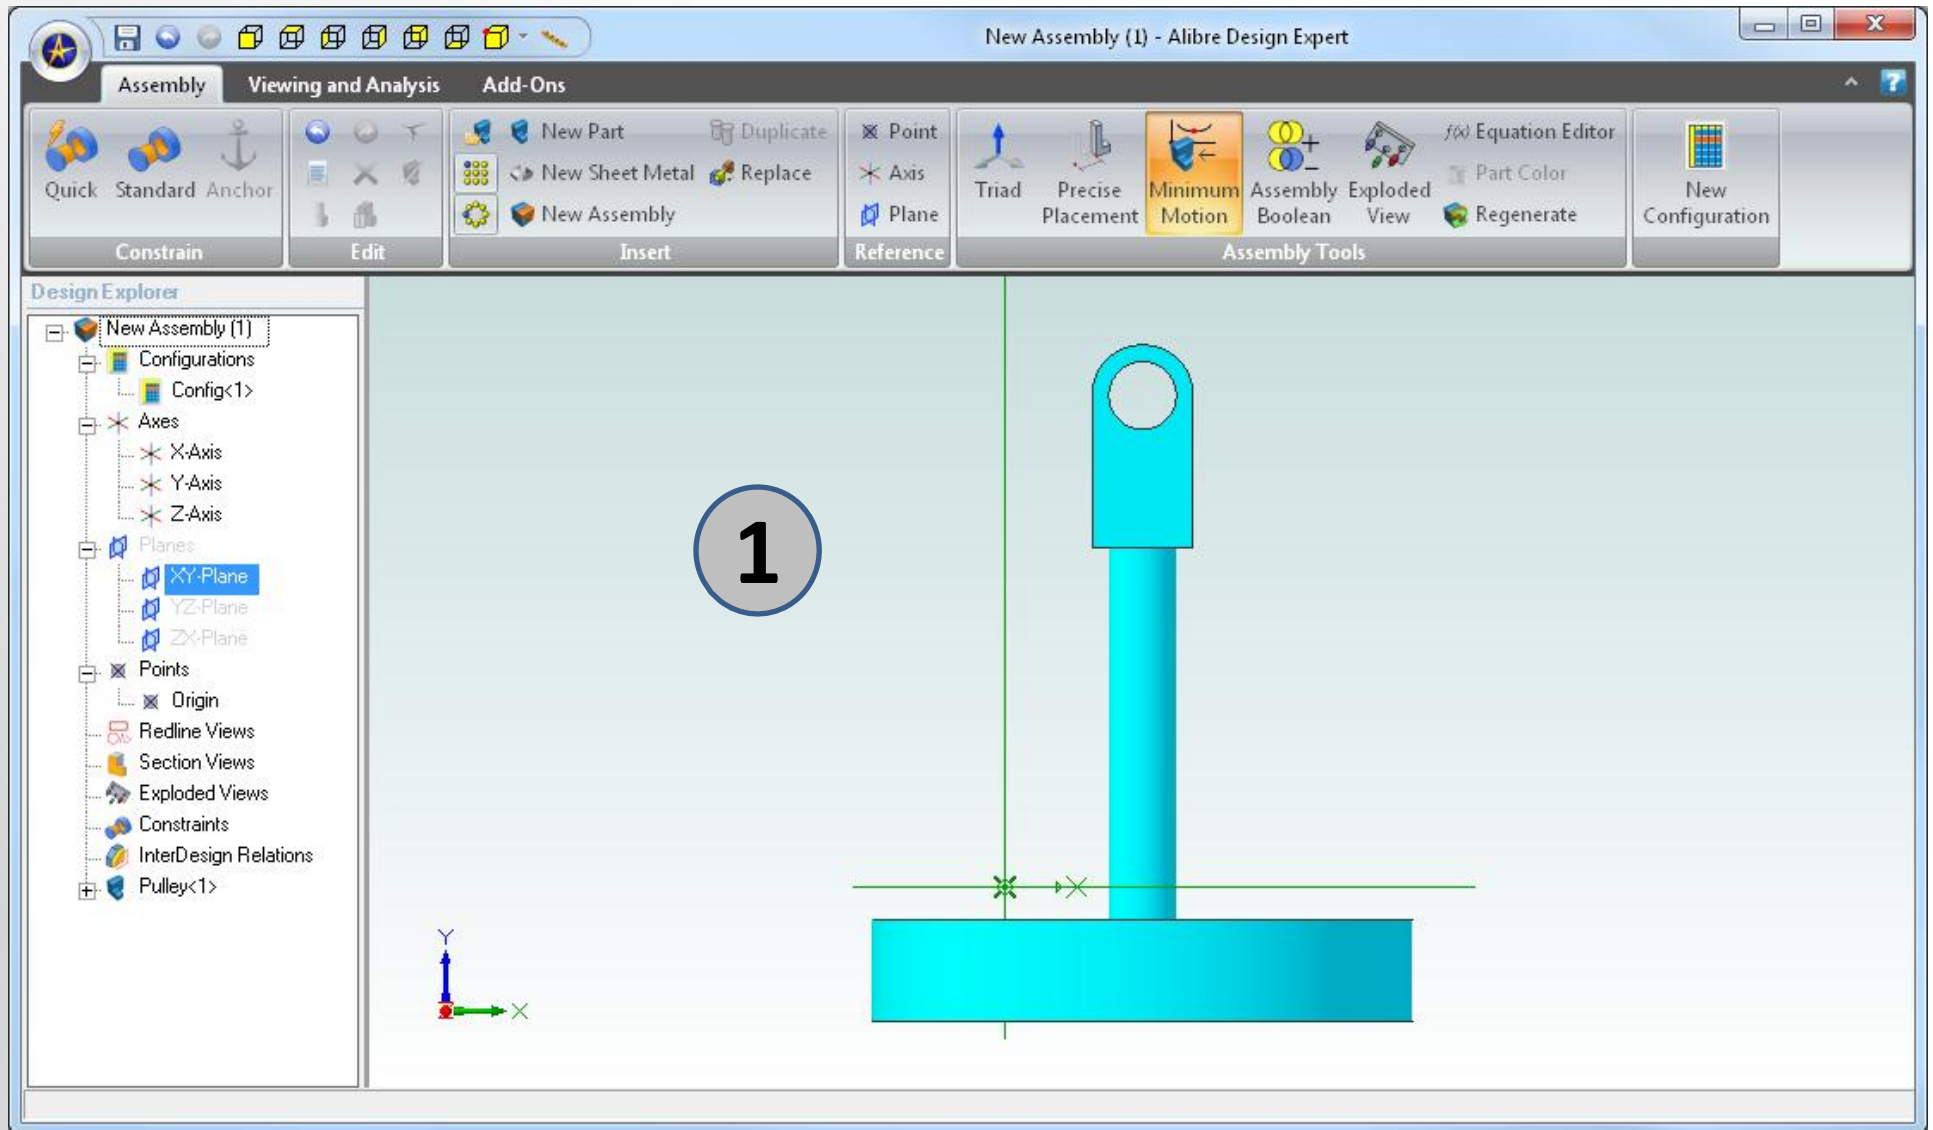 New Assembly (1) - Alibre Design Expert
Assembly Viewing and Analysis Add-Ons
Quick Standard Anchor
Constrain
Edit
New Part Duplicate
New Sheet Metal Replace
New Assembly
Insert
Point
Axis
Plane
Reference
Triad
Precise Placement
Minimum Motion
Assembly Boolean
Exploded View
f(x) Equation Editor
Part Color
Regenerate
Assembly Tools
New Configuration
Design Explorer
New Assembly (1)
Configurations
Config<1>
Axes
X-Axis
Y-Axis
Z-Axis
Planes
XY-Plane
YZ-Plane
ZX-Plane
Points
Origin
Redline Views
Section Views
Exploded Views
Constraints
InterDesign Relations
Pulley<1>
1
X
Y
X